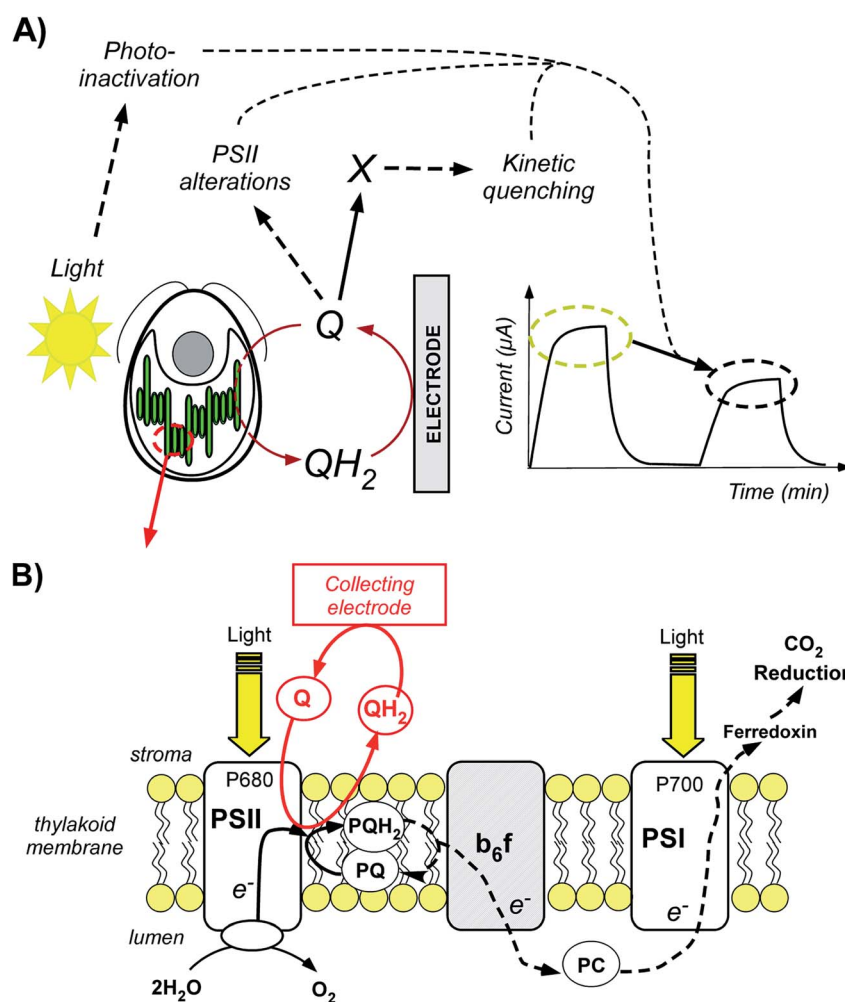 A)
Photo-
inactivation
PSII
alterations
X
Kinetic
quenching
Light
Q
QH2
ELECTRODE
Current (µA)
Time (min)
B)
Collecting
electrode
Light
Light
CO2
Reduction
Q
QH2
Ferredoxin
stroma
P680
P700
PSII
PQH2
b6f
PSI
thylakoid
membrane
PQ
e-
e-
e-
lumen
PC
2H2O
O2